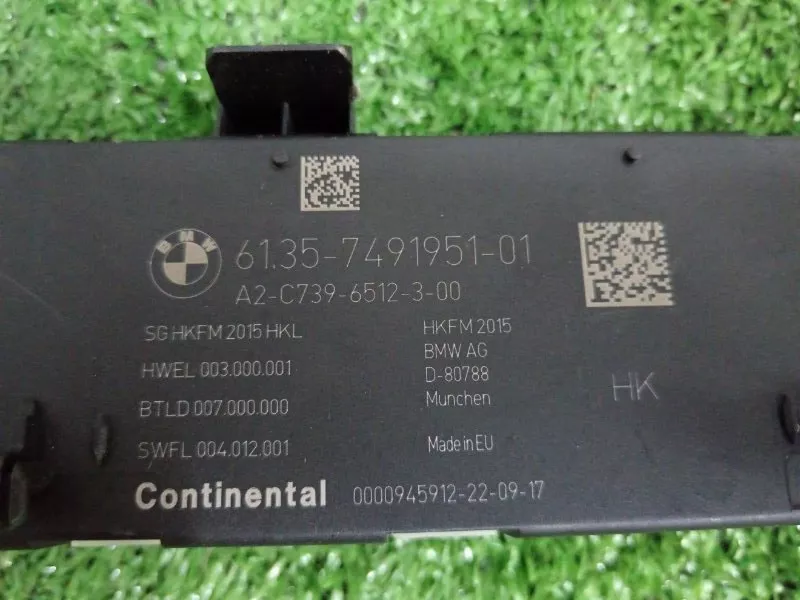 BMW
61.35-7491951-01
A2-C739-6512-3-00
SG HKFM 2015 HKL
HWEL 003.000.001
BTLD 007.000.000
SWFL 004.012.001
HKFM 2015
BMW AG
D-80788
Munchen
Made in EU
HK
Continental 0000945912-22-09-17